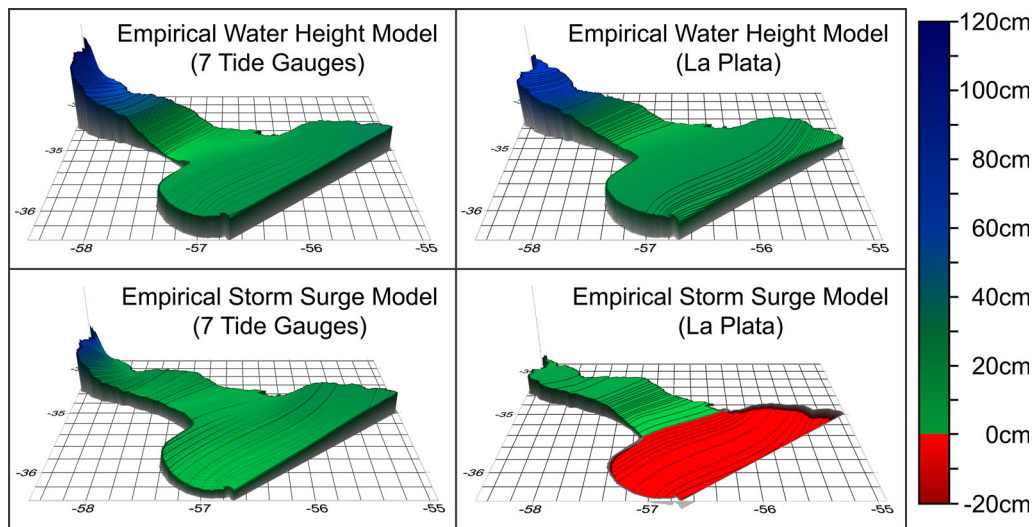 Empirical Water Height Model
(7 Tide Gauges)
-35
-36
-58
-57
-56
-55
Empirical Water Height Model
(La Plata)
-34
-35
-36
-58
-57
-56
-55
Empirical Storm Surge Model
(7 Tide Gauges)
-35
-36
-58
-57
-56
-55
Empirical Storm Surge Model
(La Plata)
-34
-35
-36
-58
-57
-56
-55
120cm
100cm
80cm
60cm
40cm
20cm
0cm
-20cm